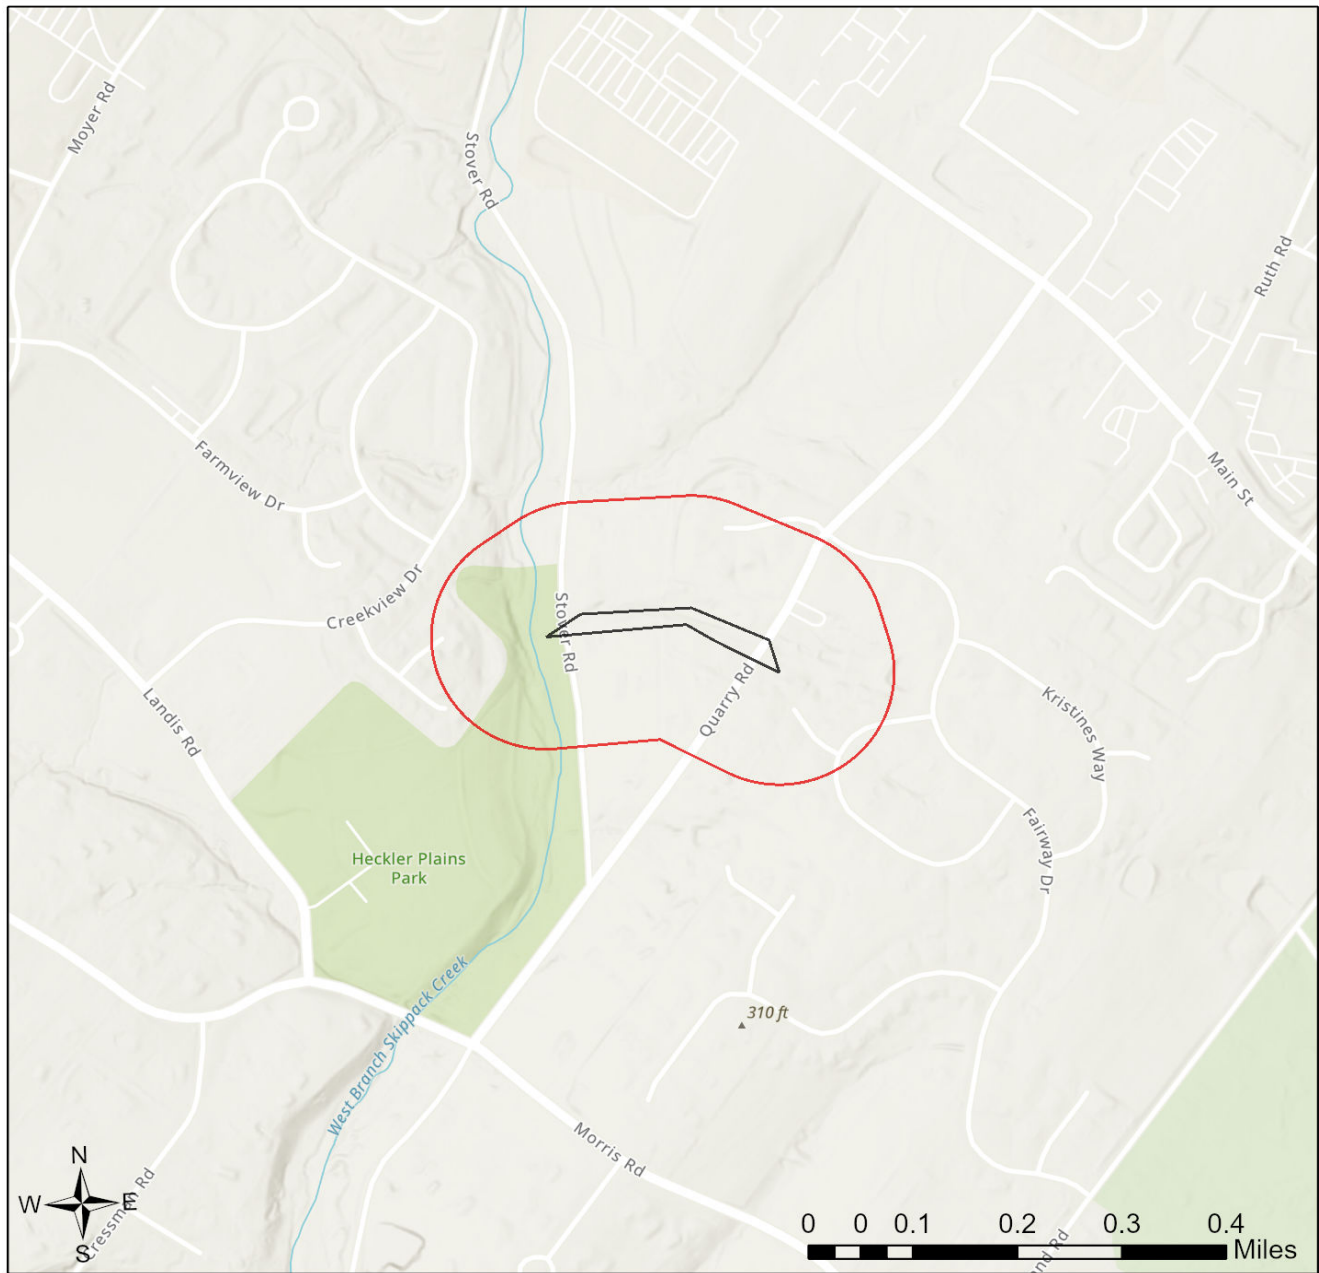 Moyer Rd
Stover Rd
Ruth Rd
Main St
Farmview Dr
Creekview Dr
Stover Rd
Quarry Rd
Kristines Way
Landis Rd
Fairway Dr
Heckler Plains
Park
West Branch Skippack Creek
310 ft
Morris Rd
N
W
E
S
0 0 0.1 0.2 0.3 0.4
Miles